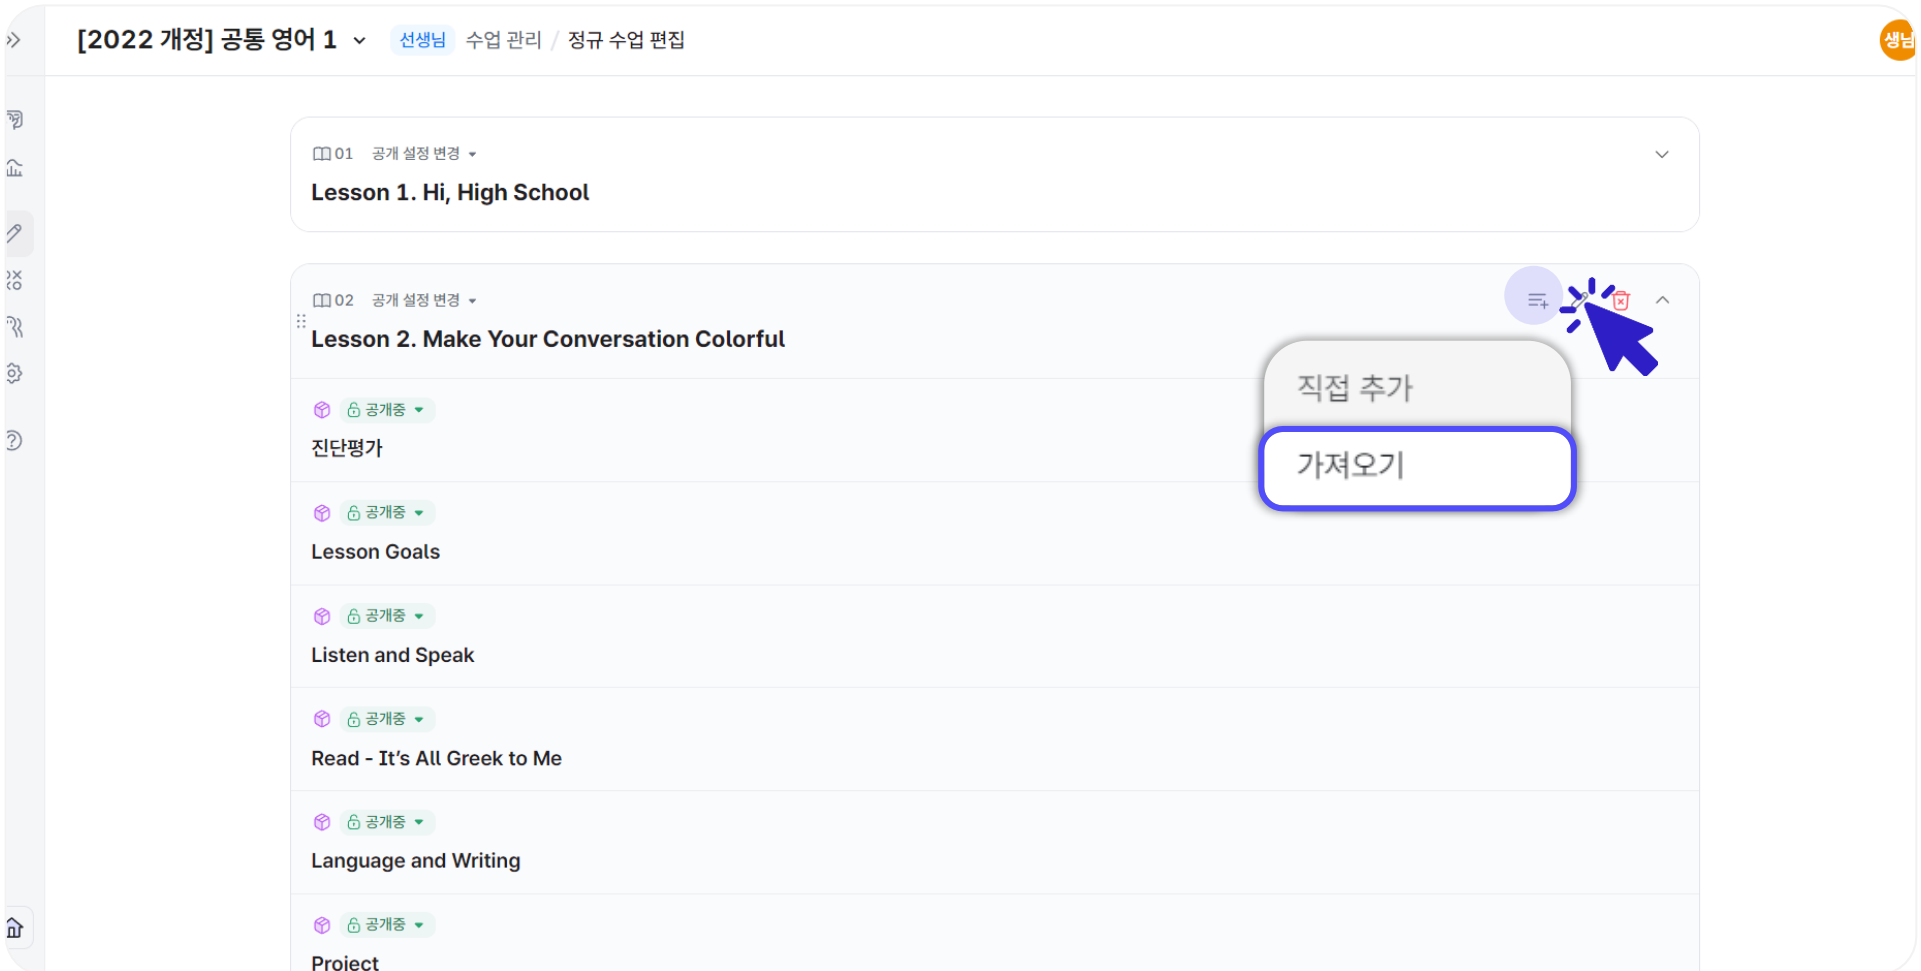 [2022 개정] 공통 영어 1 선생님 수업 관리 / 정규 수업 편집
생님
01 공개 설정 변경
Lesson 1. Hi, High School
02 공개 설정 변경
Lesson 2. Make Your Conversation Colorful
직접 추가
가져오기
공개중
진단평가
공개중
Lesson Goals
공개중
Listen and Speak
공개중
Read - It’s All Greek to Me
공개중
Language and Writing
공개중
Project